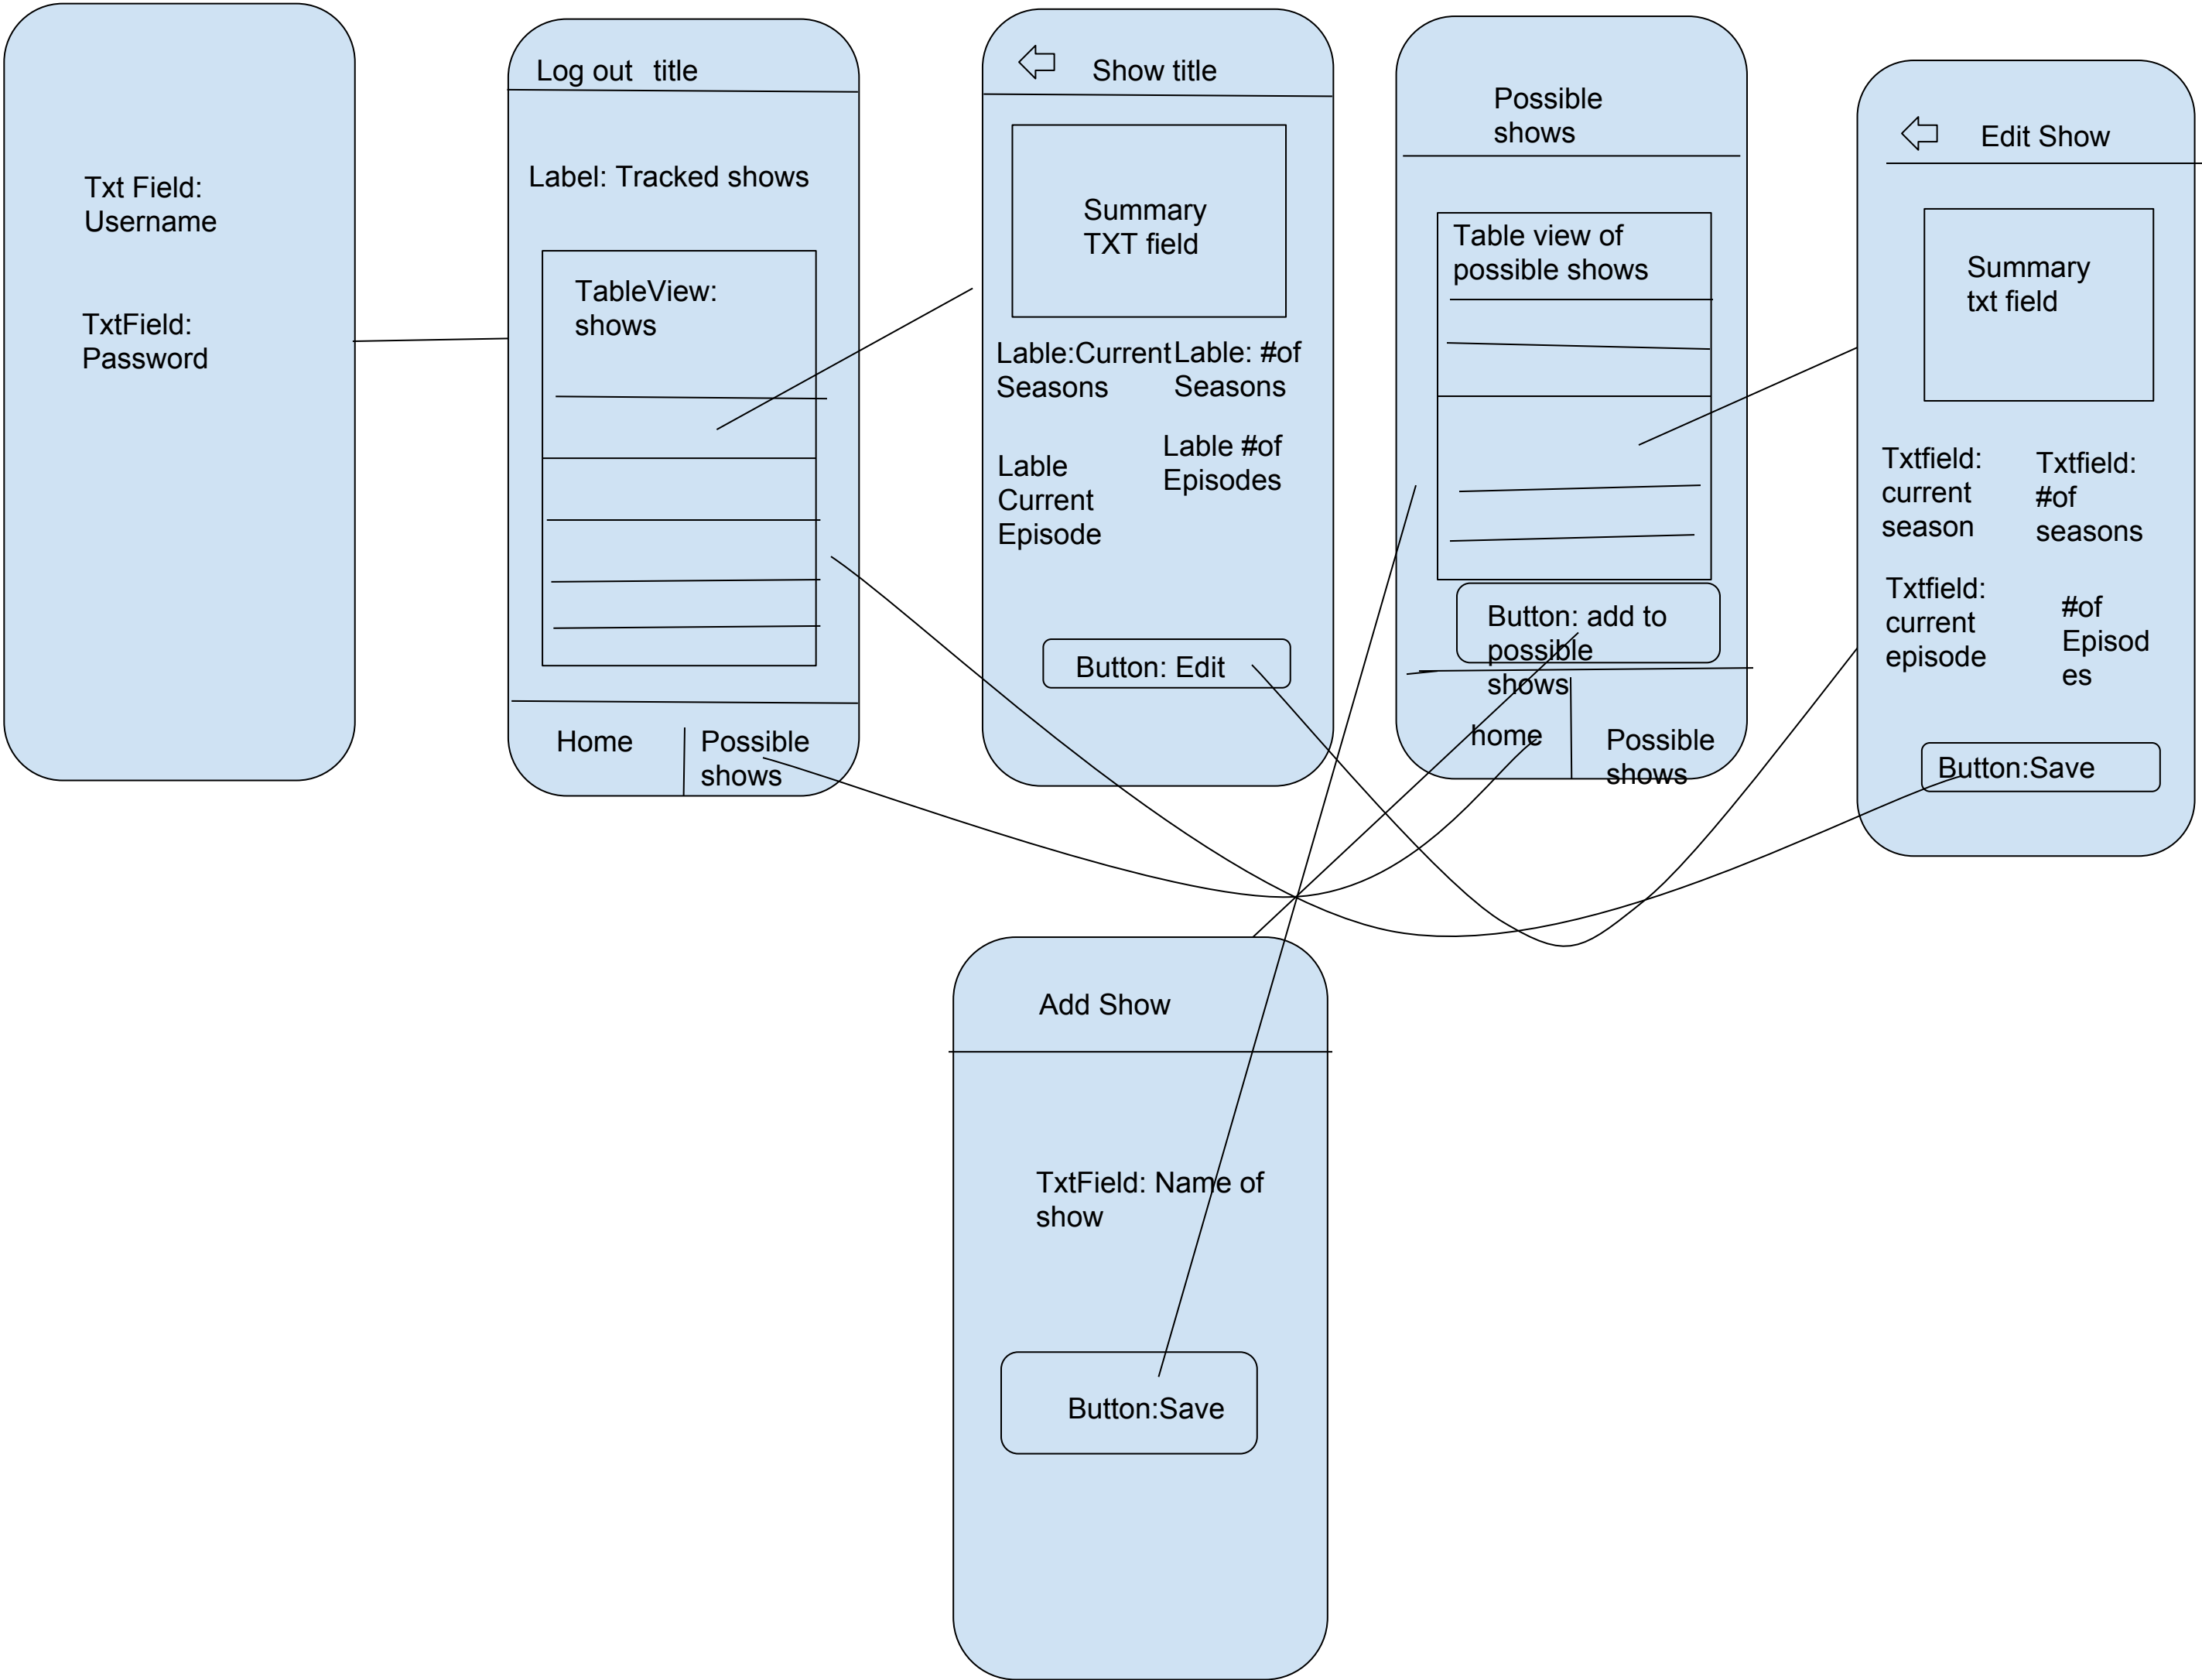 Txt Field:
Username
TxtField:
Password
Log out title
Label: Tracked shows
TableView:
shows
Home
Possible
shows
Show title
Summary
TXT field
Lable:Current
Seasons
Lable: #of
Seasons
Lable
Current
Episode
Lable #of
Episodes
Button: Edit
Possible
shows
Table view of
possible shows
Button: add to
possible
shows
home
Possible
shows
Edit Show
Summary
txt field
Txtfield:
current
season
Txtfield:
#of
seasons
Txtfield:
current
episode
#of
Episod
es
Button:Save
Add Show
TxtField: Name of
show
Button:Save